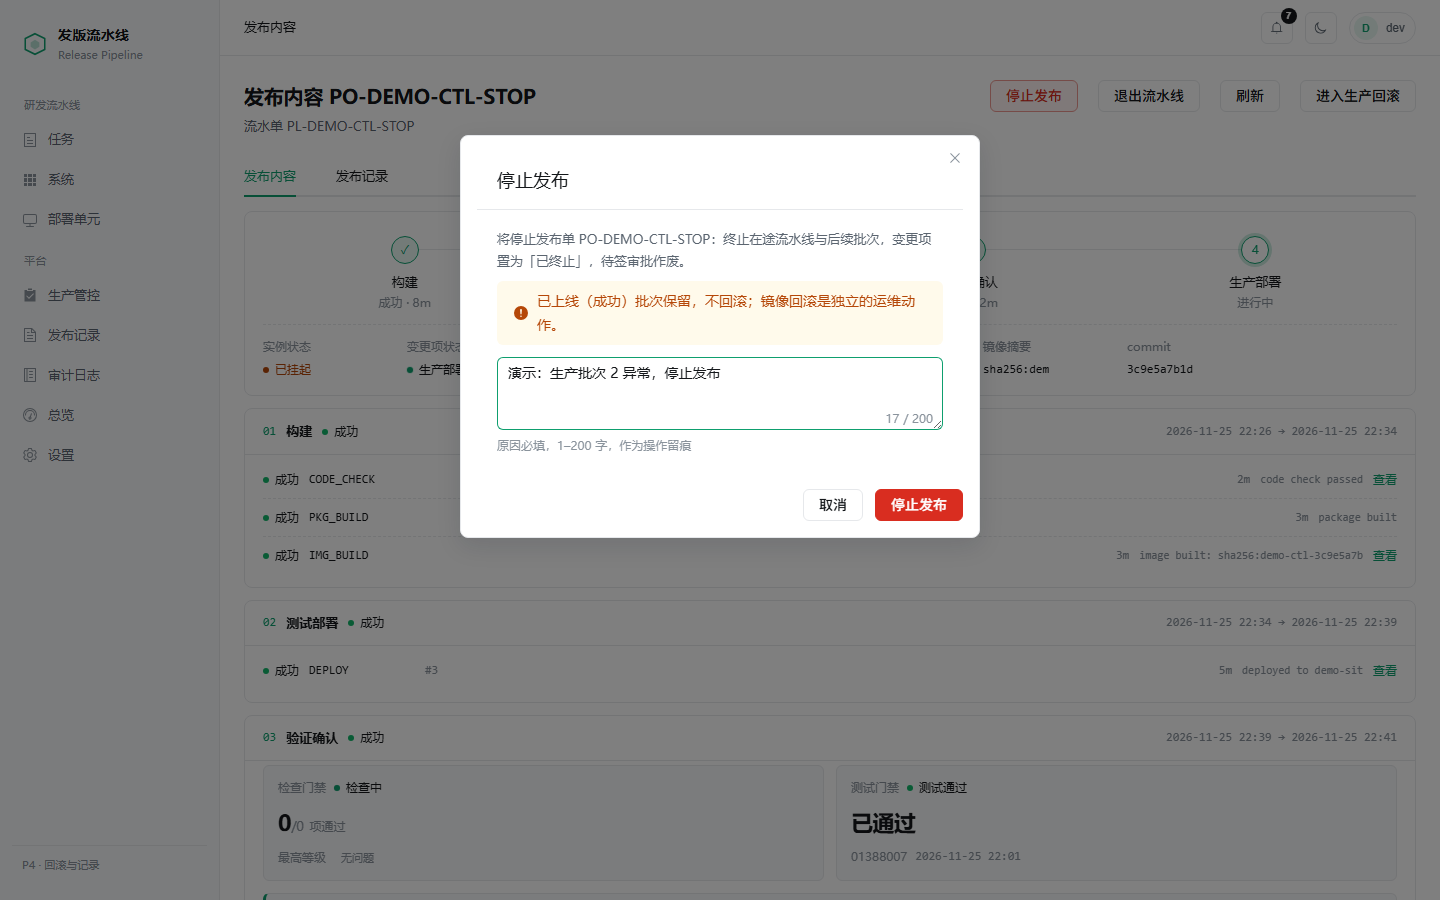 发版流水线
Release Pipeline
研发流水线
任务
系统
部署单元
平台
生产管控
发布记录
审计日志
总览
设置
P4 · 回滚与记录
发布内容
7
D dev
发布内容 PO-DEMO-CTL-STOP
流水单 PL-DEMO-CTL-STOP
停止发布 退出流水线 刷新 进入生产回滚
发布内容 发布记录
构建
成功 · 8m
确认
2m
4
生产部署
进行中
实例状态
已挂起
变更项状态
生产部署
镜像摘要
sha256:dem
commit
3c9e5a7b1d
停止发布
将停止发布单 PO-DEMO-CTL-STOP：终止在途流水线与后续批次，变更项
置为「已终止」，待签审批作废。
已上线（成功）批次保留，不回滚；镜像回滚是独立的运维动
作。
演示：生产批次 2 异常，停止发布
17 / 200
原因必填，1–200 字，作为操作留痕
取消 停止发布
01 构建 成功 2026-11-25 22:26 → 2026-11-25 22:34
成功 CODE_CHECK 2m code check passed 查看
成功 PKG_BUILD 3m package built
成功 IMG_BUILD 3m image built: sha256:demo-ctl-3c9e5a7b 查看
02 测试部署 成功 2026-11-25 22:34 → 2026-11-25 22:39
成功 DEPLOY #3 5m deployed to demo-sit 查看
03 验证确认 成功 2026-11-25 22:39 → 2026-11-25 22:41
检查门禁 检查中
0/0 项通过
最高等级 无问题
测试门禁 测试通过
已通过
01388007 2026-11-25 22:01